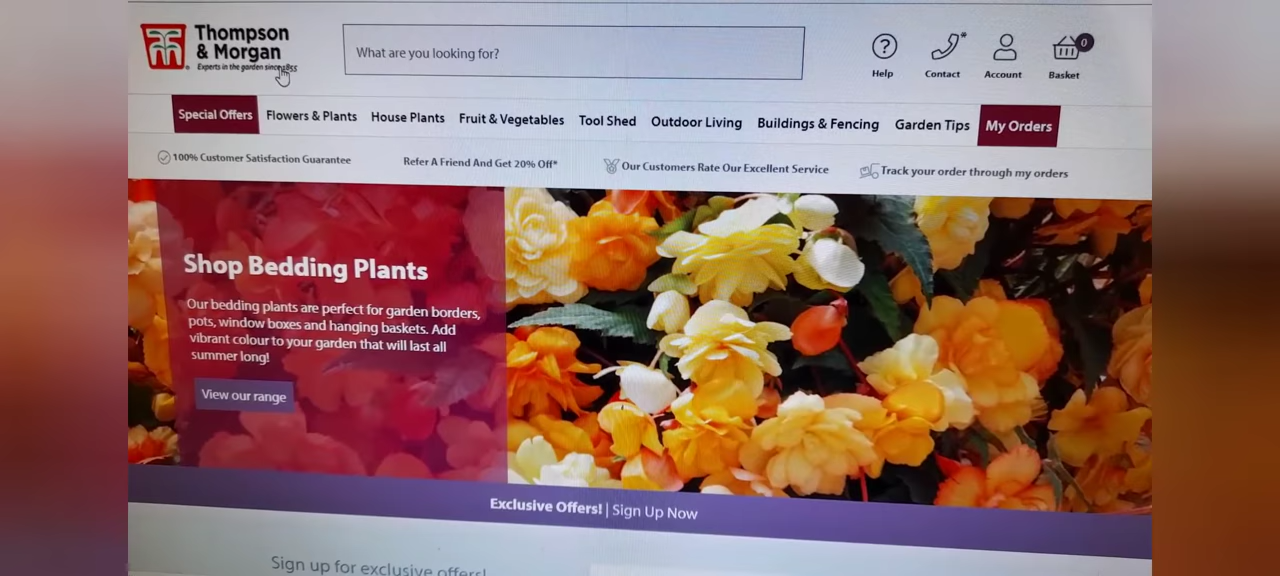 Thompson
& Morgan
Experts in the garden since 1855
What are you looking for?
Help
Contact
*
Account
Basket
0
Special Offers
Flowers & Plants
House Plants
Fruit & Vegetables
Tool Shed
Outdoor Living
Buildings & Fencing
Garden Tips
My Orders
100% Customer Satisfaction Guarantee
Refer A Friend And Get 20% Off*
Our Customers Rate Our Excellent Service
Track your order through my orders
Shop Bedding Plants
Our bedding plants are perfect for garden borders,
pots, window boxes and hanging baskets. Add
vibrant colour to your garden that will last all
summer long!
View our range
Exclusive Offers! | Sign Up Now
Sign up for exclusive offers!